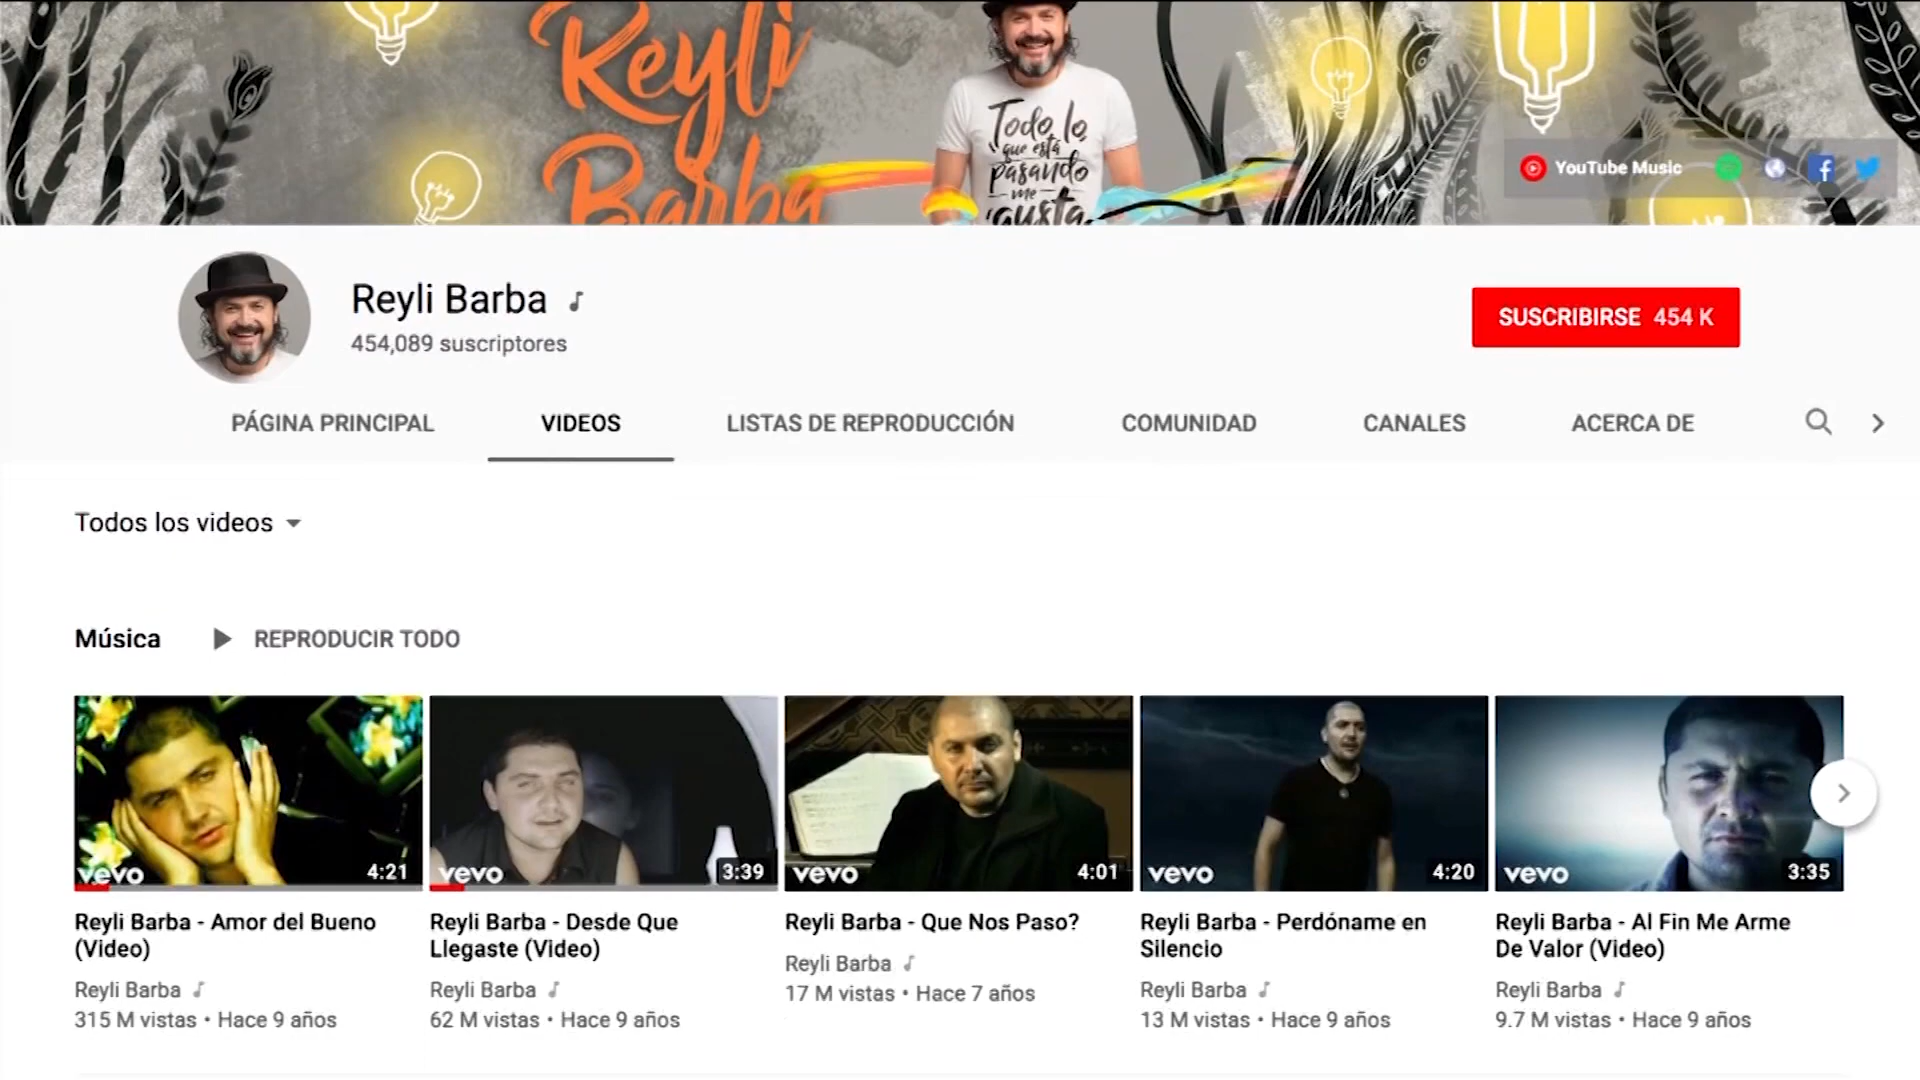 Reyli
Barba
Todo lo
que está
pasando
me
gusta
YouTube Music
Reyli Barba
454,089 suscriptores
SUSCRIBIRSE 454 K
PÁGINA PRINCIPAL
VIDEOS
LISTAS DE REPRODUCCIÓN
COMUNIDAD
CANALES
ACERCA DE
Todos los videos
Música
REPRODUCIR TODO
vevo
4:21
vevo
3:39
vevo
4:01
vevo
4:20
vevo
3:35
Reyli Barba - Amor del Bueno
(Video)
Reyli Barba
315 M vistas • Hace 9 años
Reyli Barba - Desde Que
Llegaste (Video)
Reyli Barba
62 M vistas • Hace 9 años
Reyli Barba - Que Nos Paso?
Reyli Barba
17 M vistas • Hace 7 años
Reyli Barba - Perdóname en
Silencio
Reyli Barba
13 M vistas • Hace 9 años
Reyli Barba - Al Fin Me Arme
De Valor (Video)
Reyli Barba
9.7 M vistas • Hace 9 años